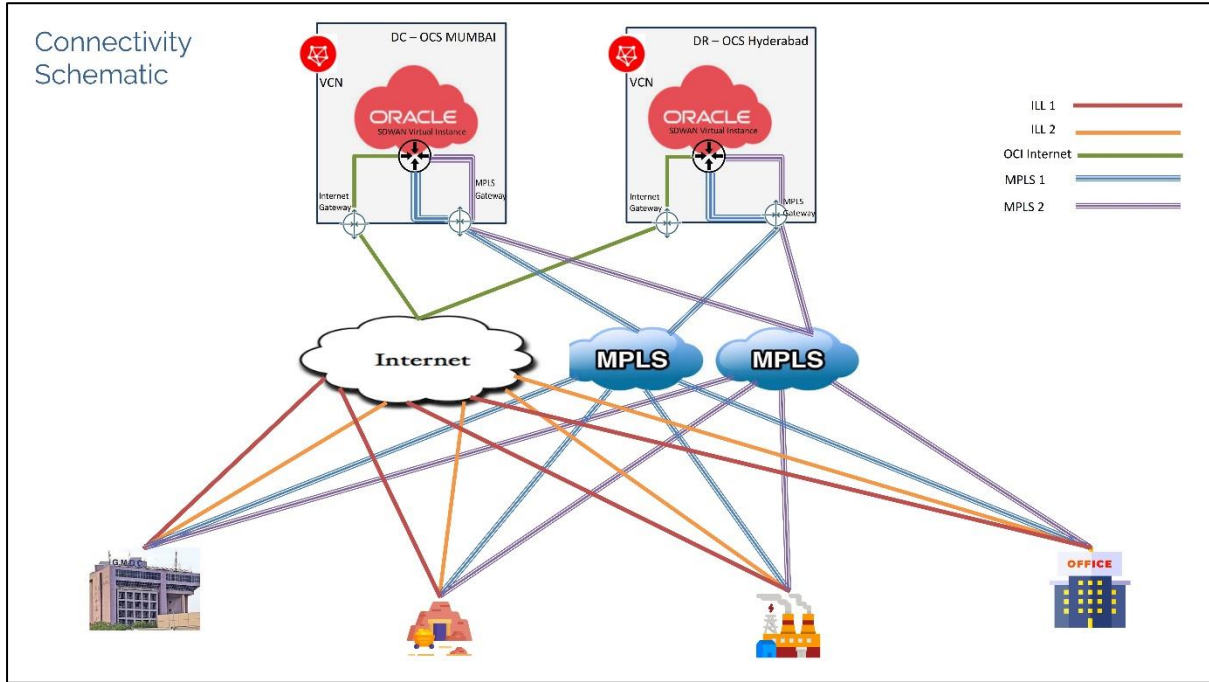 Connectivity
Schematic
DC – OCS MUMBAI
VCN
ORACLE
SDWAN Virtual Instance
Internet
Gateway
MPLS
Gateway
DR – OCS Hyderabad
VCN
ORACLE
SDWAN Virtual Instance
Internet
Gateway
MPLS
Gateway
ILL 1
ILL 2
OCI Internet
MPLS 1
MPLS 2
Internet
MPLS
MPLS
GMDC
OFFICE